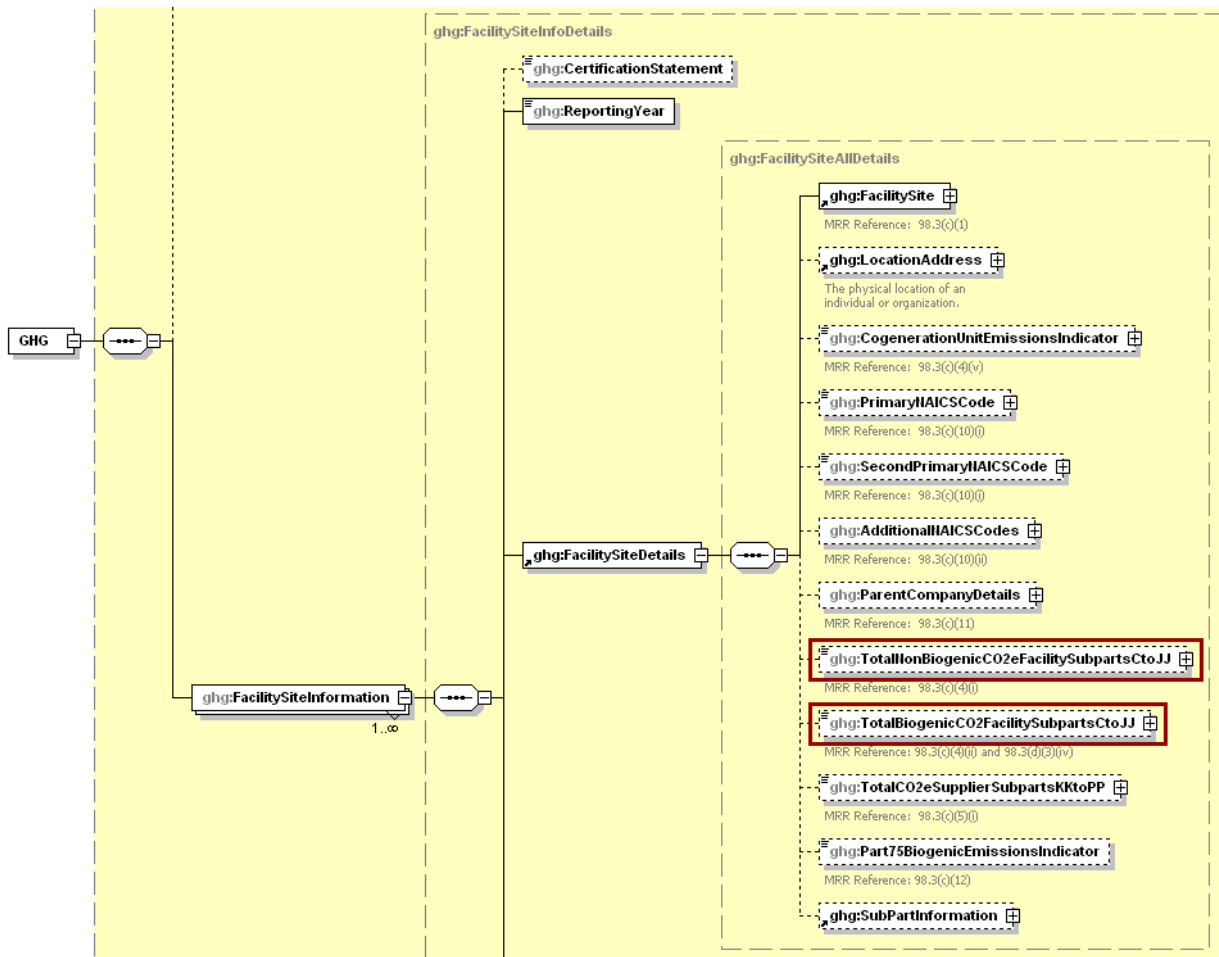 ghg:FacilitySiteInfoDetails
ghg:CertificationStatement
ghg:ReportingYear
ghg:FacilitySiteAllDetails
ghg:FacilitySite
MRR Reference: 98.3(c)(1)
ghg:LocationAddress
The physical location of an
individual or organization.
GHG
ghg:CogenerationUnitEmissionsIndicator
MRR Reference: 98.3(c)(4)(v)
ghg:PrimaryNAICSCode
MRR Reference: 98.3(c)(10)(i)
ghg:SecondPrimaryNAICSCode
MRR Reference: 98.3(c)(10)(i)
ghg:AdditionalNAICSCodes
MRR Reference: 98.3(c)(10)(ii)
ghg:FacilitySiteDetails
ghg:ParentCompanyDetails
MRR Reference: 98.3(c)(11)
ghg:TotalNonBiogenicCO2eFacilitySubpartsCtoJJ
MRR Reference: 98.3(c)(4)(i)
ghg:FacilitySiteInformation
1..∞
ghg:TotalBiogenicCO2FacilitySubpartsCtoJJ
MRR Reference: 98.3(c)(4)(ii) and 98.3(d)(3)(iv)
ghg:TotalCO2eSupplierSubpartsKKtoPP
MRR Reference: 98.3(c)(5)(i)
ghg:Part75BiogenicEmissionsIndicator
MRR Reference: 98.3(c)(12)
ghg:SubPartInformation